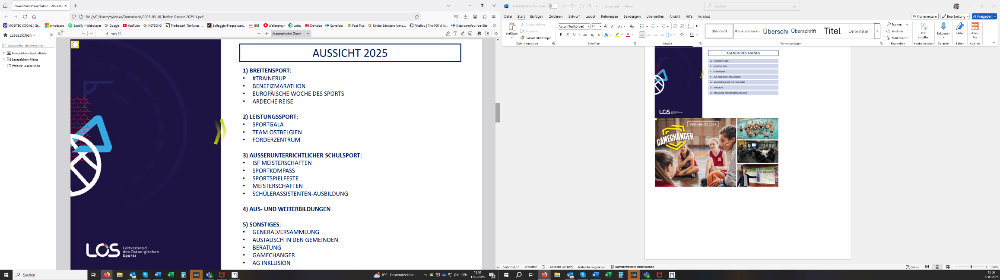 PowerPoint-Präsentation - 2025-03
file:///C:/Users/sylviake/Downloads/2025-03-10_Treffen Raeren 2025-1.pdf
MOBITEC SOCIAL | Gr... emoticons Spotify – Webplayer Google YouTube NETECHO Tierbedarf, Tierfutter, ... Solfeggio-Frequenzen... BRF Wellensteyn Lotto Delhaize Carrefour Fost Plus Kinder Edelstein Armb... Finalkru | The 100 Wiki... Sites-carrefour-be-Site
Lesezeichen
4 von 11
Automatischer Zoom
Lesezeichen durchsuchen
Lesezeichen-Symbolleiste
Lesezeichen-Menü
Weitere Lesezeichen
AUSSICHT 2025
1) BREITENSPORT:
• #TRAINERUP
• BENEFIZMARATHON
• EUROPÄISCHE WOCHE DES SPORTS
• ARDECHE REISE
2) LEISTUNGSSPORT:
• SPORTGALA
• TEAM OSTBELGIEN
• FÖRDERZENTRUM
3) AUSSERUNTERRICHTLICHER SCHULSPORT:
• ISF MEISTERSCHAFTEN
• SPORTKOMPASS
• SPORTSPIELFESTE
• MEISTERSCHAFTEN
• SCHÜLERASSISTENTEN-AUSBILDUNG
4) AUS- UND WEITERBILDUNGEN
5) SONSTIGES:
• GENERALVERSAMMLUNG
• AUSTAUSCH IN DEN GEMEINDEN
• BERATUNG
• GAMECHANGER
• AG INKLUSION
LOS Leitverband
des Ostbelgischen
Sports
Suchen
8°C Grotendeels be...
DEU
13:50
17.03.2025
22
Automatisches Speichern
Dokument1 - Word
Suchen
Datei Start Einfügen Zeichnen Entwurf Layout Referenzen Sendungen Überprüfen Ansicht Hilfe Acrobat
Kommentare Bearbeitung Freigeben
Einfügen
Ausschneiden
Kopieren
Format übertragen
Zwischenablage
Aptos (Textkörper) 11
F K U ab
Schriftart
Absatz
Standard Kein Leerraum Überschri Überschrift Titel Untertitel
Formatvorlagen
Suchen
Ersetzen
Markieren
Bearbeiten
PDF
erstellen
Adobe Acrobat
Diktieren
Sprache
Editor
Editor
Add-
Ins
Add-Ins
AGENDA DES ABENDS
HIGHLIGHTS 2024
AUSSICHT 2025
#TRAINERUP
AUS- UND WEITERBILDUNGEN
WAS KÖNNEN WIR FÜR EUCH TUN?
ANGEBOTE
EINLADUNG GENERALVERSAMMLUNG
LOS Leitverband
des Ostbelgischen
Sports
HIGHLIGHTS 2024
GAMECHANGER
Seite 1 von 1 0 Wörter Deutsch (Belgien) Textvorhersagen: ein Barrierefreiheit: Untersuchen
Fokus
100%
13:50
17.03.2025